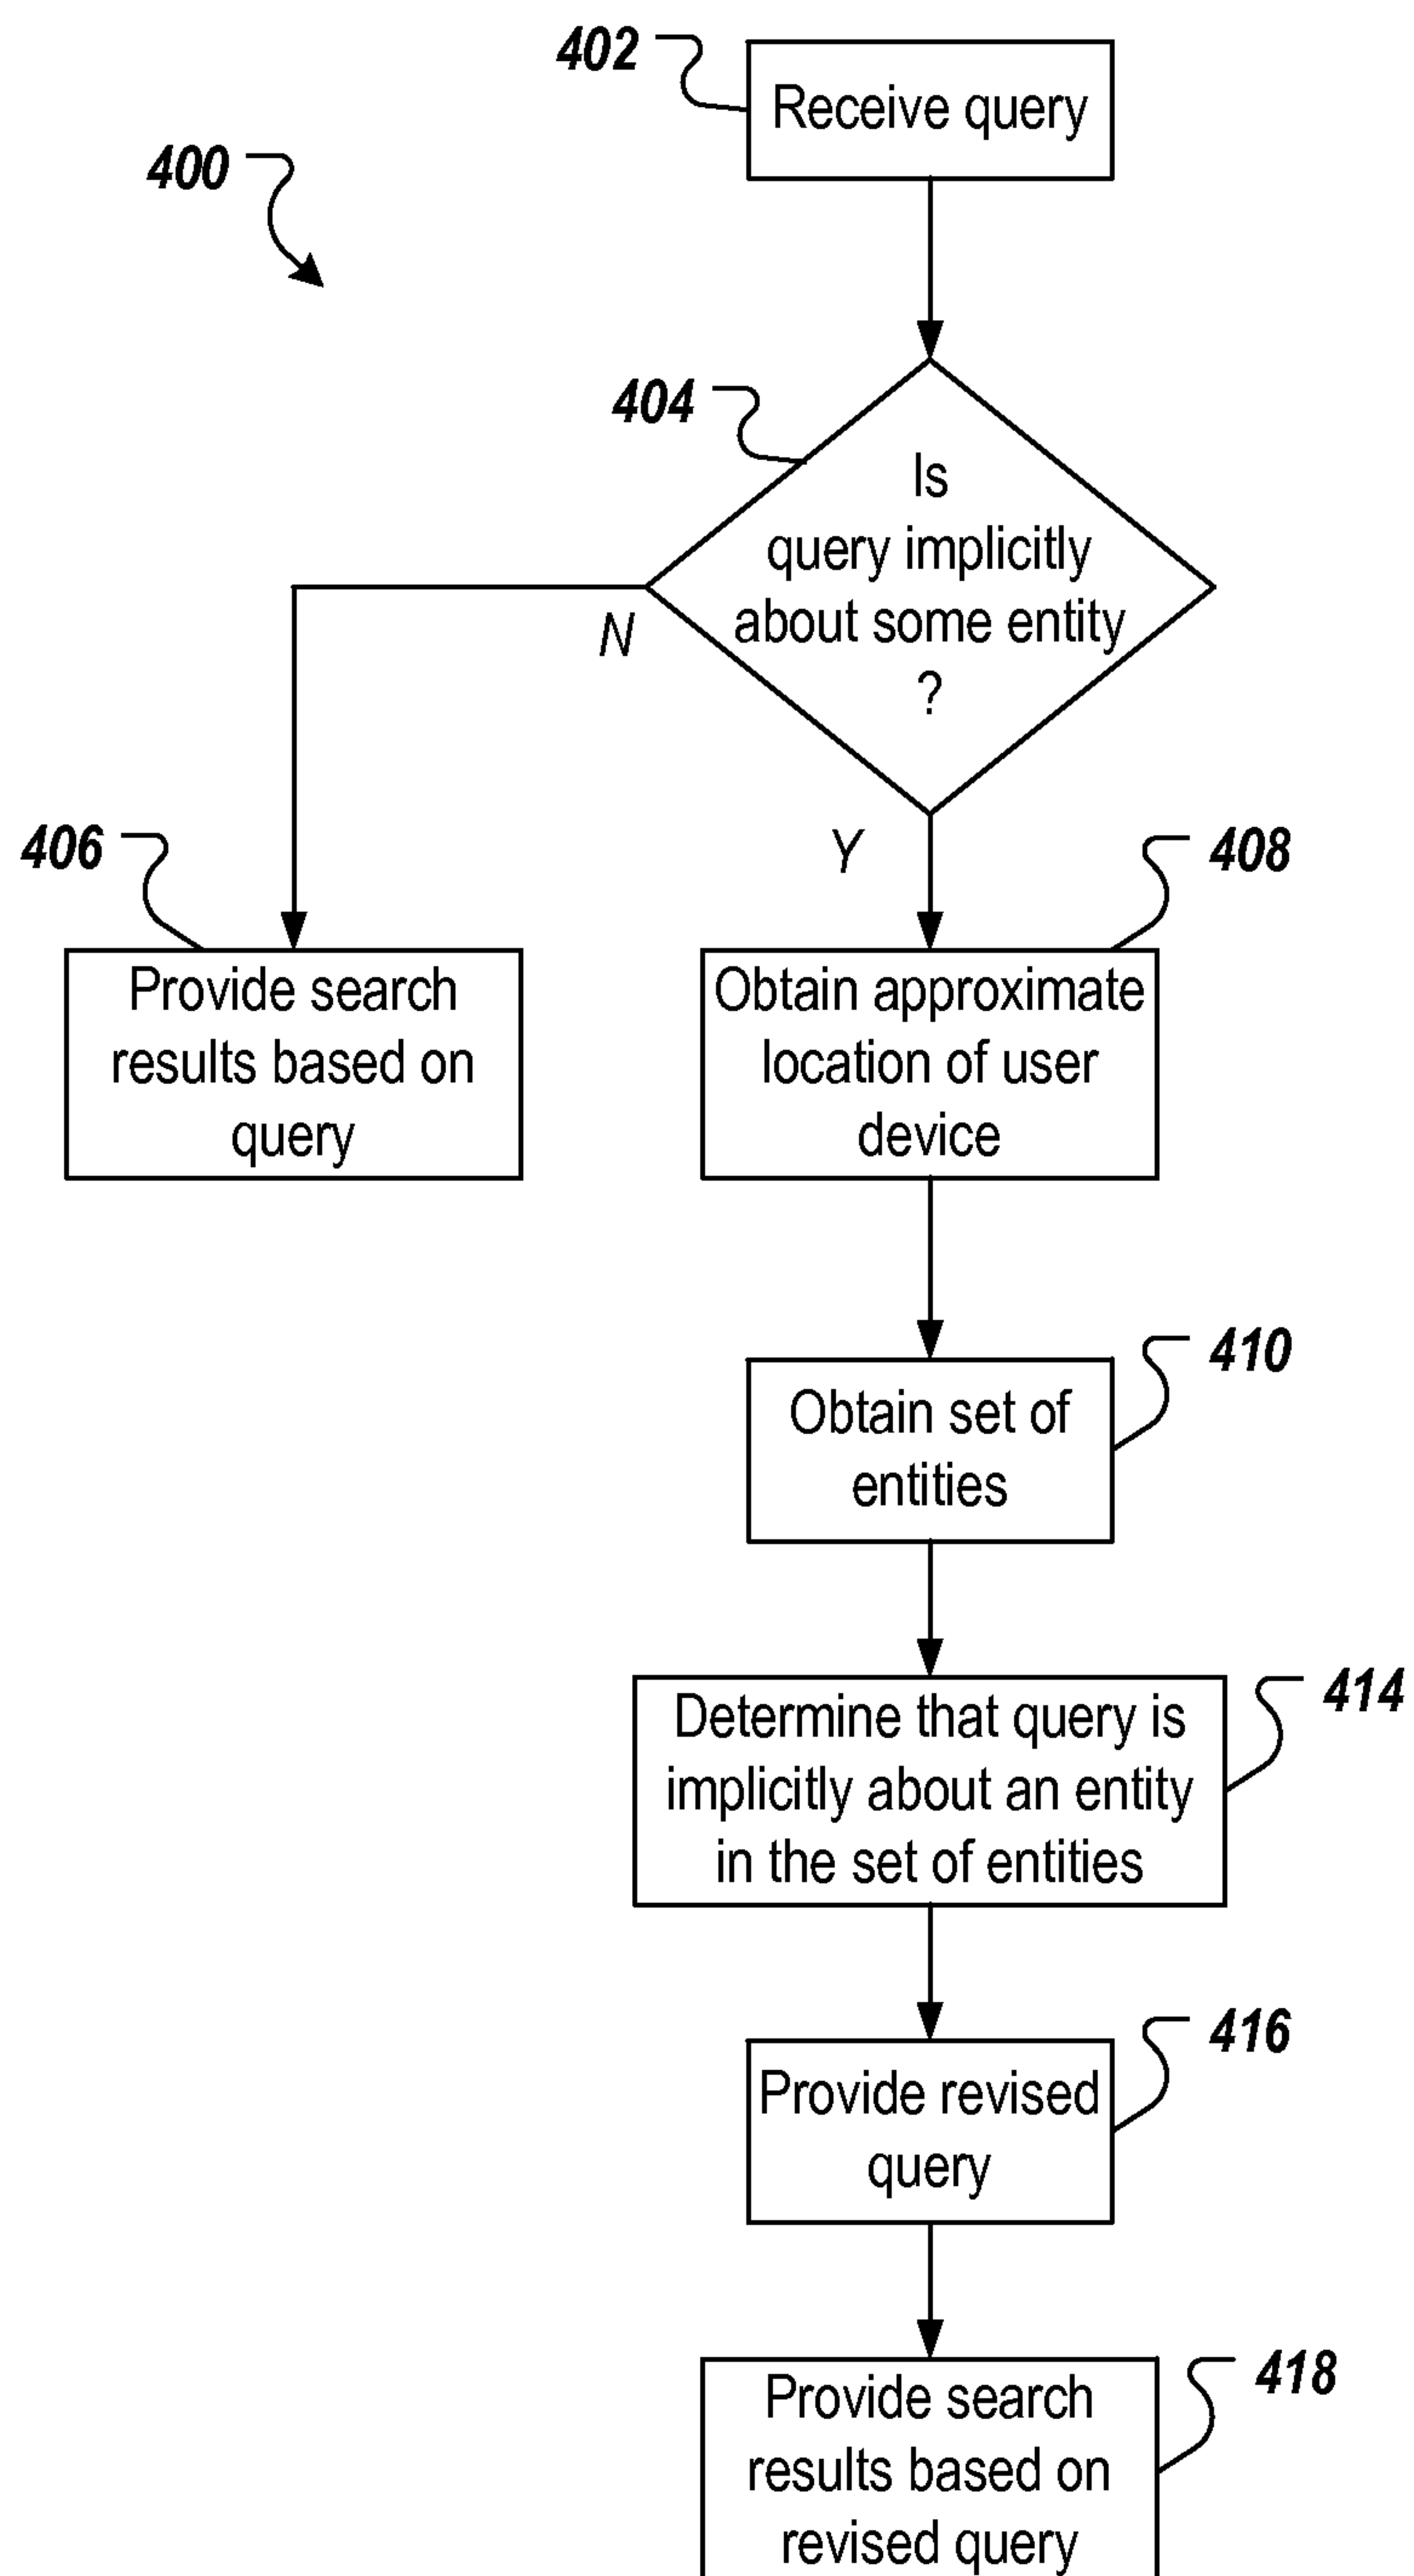 402
Receive query
400
404
Is
query implicitly
about some entity
?
N
Y
406
Provide search
results based on
query
408
Obtain approximate
location of user
device
410
Obtain set of
entities
414
Determine that query is
implicitly about an entity
in the set of entities
416
Provide revised
query
418
Provide search
results based on
revised query